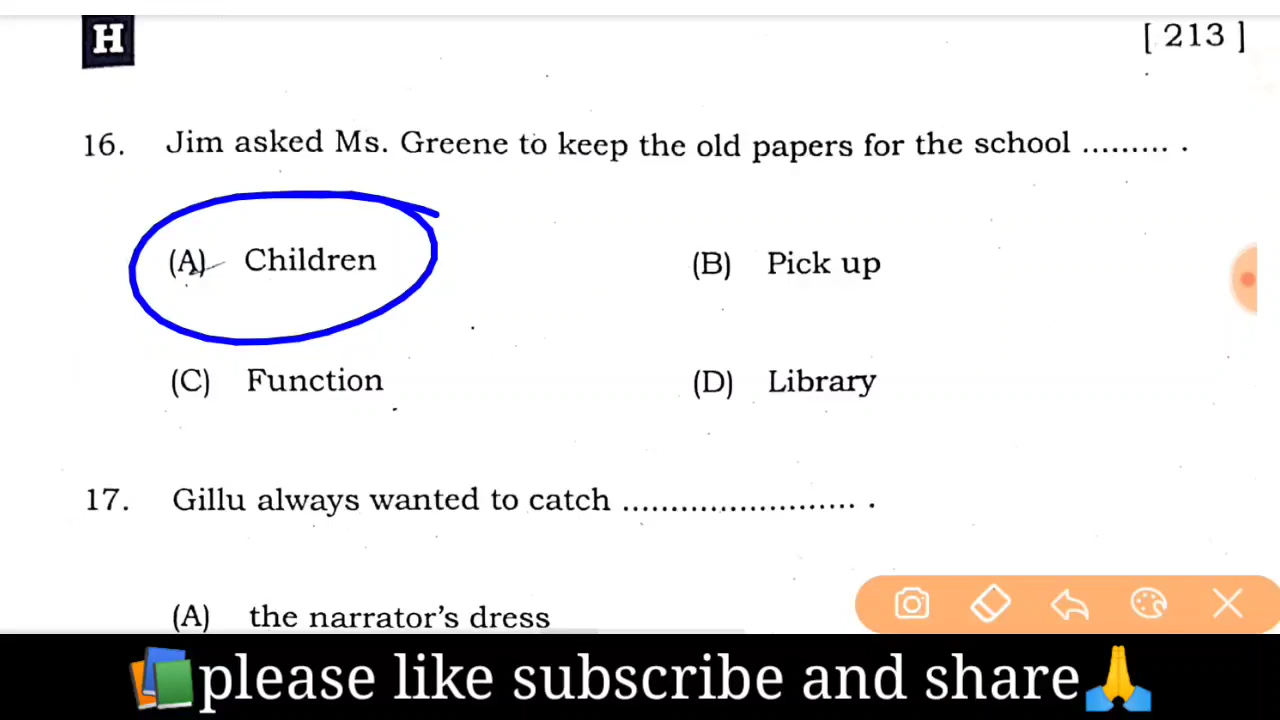 H
[ 213 ]
16. Jim asked Ms. Greene to keep the old papers for the school ......... .
(A) Children
(B) Pick up
(C) Function
(D) Library
17. Gillu always wanted to catch ........................ .
(A) the narrator's dress
📚please like subscribe and share🙏